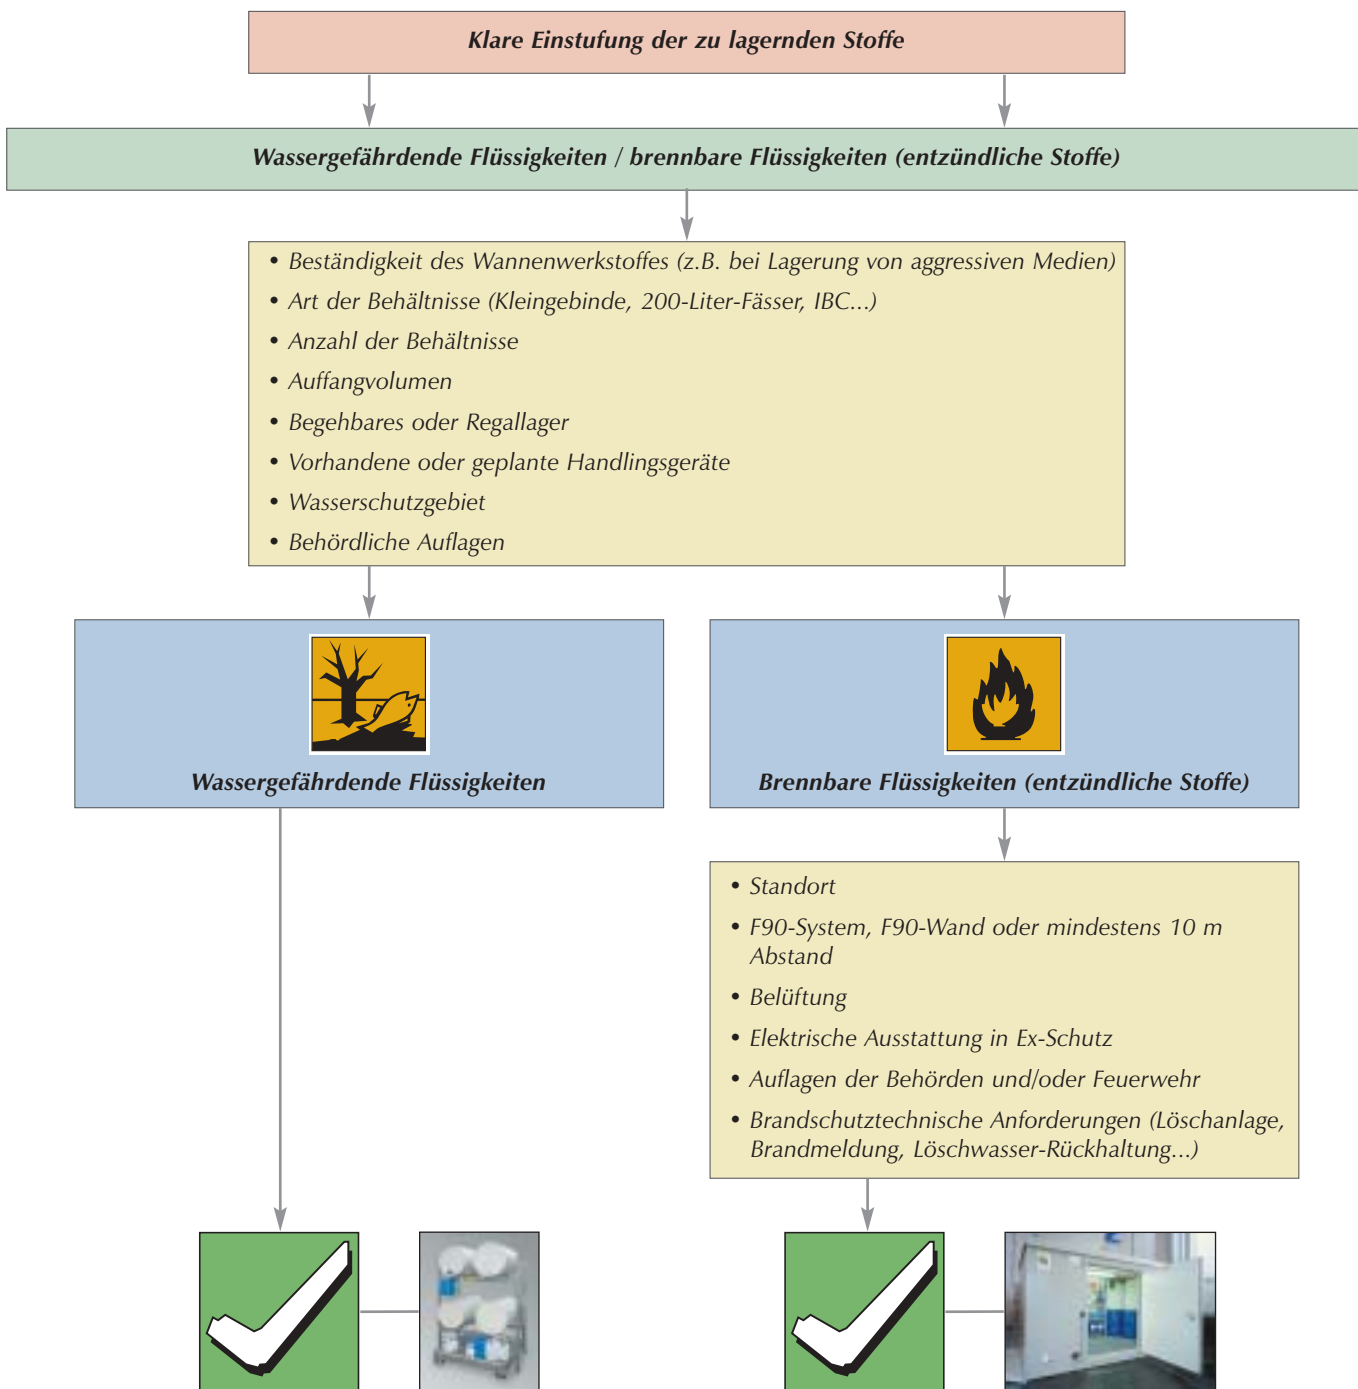 Klare Einstufung der zu lagernden Stoffe
Wassergefährdende Flüssigkeiten / brennbare Flüssigkeiten (entzündliche Stoffe)
• Beständigkeit des Wannenwerkstoffes (z.B. bei Lagerung von aggressiven Medien)
• Art der Behältnisse (Kleingebinde, 200-Liter-Fässer, IBC...)
• Anzahl der Behältnisse
• Auffangvolumen
• Begehbares oder Regallager
• Vorhandene oder geplante Handlingsgeräte
• Wasserschutzgebiet
• Behördliche Auflagen
Wassergefährdende Flüssigkeiten
Brennbare Flüssigkeiten (entzündliche Stoffe)
• Standort
• F90-System, F90-Wand oder mindestens 10 m
Abstand
• Belüftung
• Elektrische Ausstattung in Ex-Schutz
• Auflagen der Behörden und/oder Feuerwehr
• Brandschutztechnische Anforderungen (Löschanlage,
Brandmeldung, Löschwasser-Rückhaltung...)